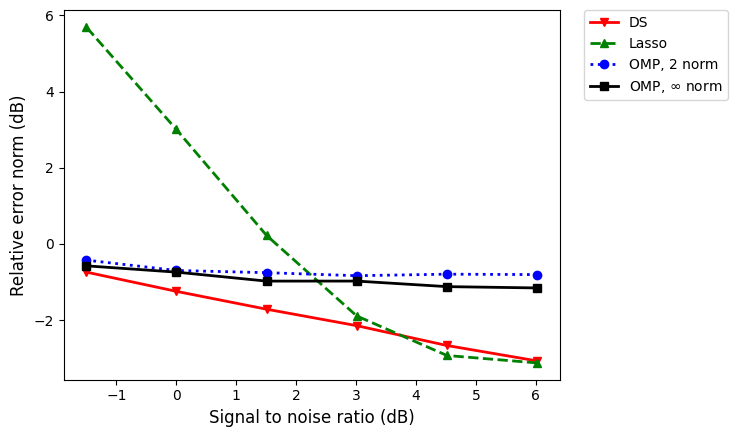 DS
Lasso
OMP, 2 norm
OMP, ∞ norm
6
4
2
0
−2
Relative error norm (dB)
−1
0
1
2
3
4
5
6
Signal to noise ratio (dB)